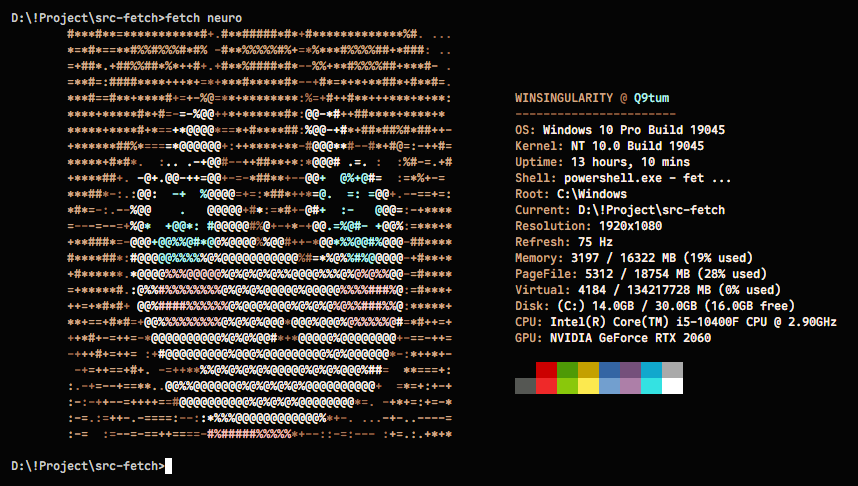 D:\!Project\src-fetch>fetch neuro
WINSINGULARITY @ Q9tum
-----------------------
OS: Windows 10 Pro Build 19045
Kernel: NT 10.0 Build 19045
Uptime: 13 hours, 10 mins
Shell: powershell.exe - fet ...
Root: C:\Windows
Current: D:\!Project\src-fetch
Resolution: 1920x1080
Refresh: 75 Hz
Memory: 3197 / 16322 MB (19% used)
PageFile: 5312 / 18754 MB (28% used)
Virtual: 4184 / 134217728 MB (0% used)
Disk: (C:) 14.0GB / 30.0GB (16.0GB free)
CPU: Intel(R) Core(TM) i5-10400F CPU @ 2.90GHz
GPU: NVIDIA GeForce RTX 2060
D:\!Project\src-fetch>